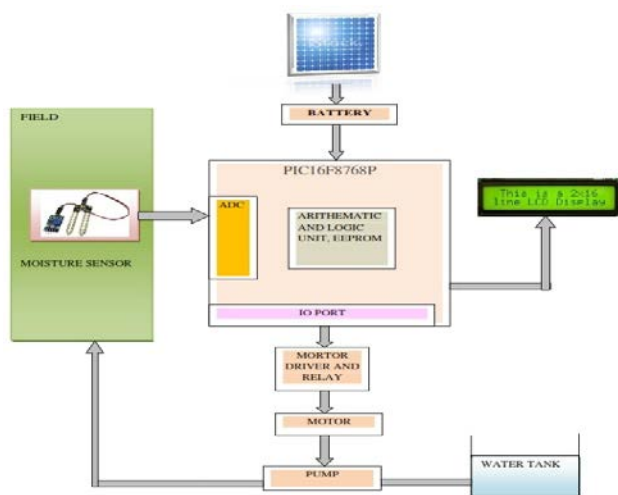 BATTERY
FIELD
PIC16F8768P
ADC
ARITHEMATIC
AND LOGIC
UNIT, EEPROM
This is a 2x16
line LCD Display
MOISTURE SENSOR
IO PORT
MORTOR
DRIVER AND
RELAY
MOTOR
PUMP
WATER TANK